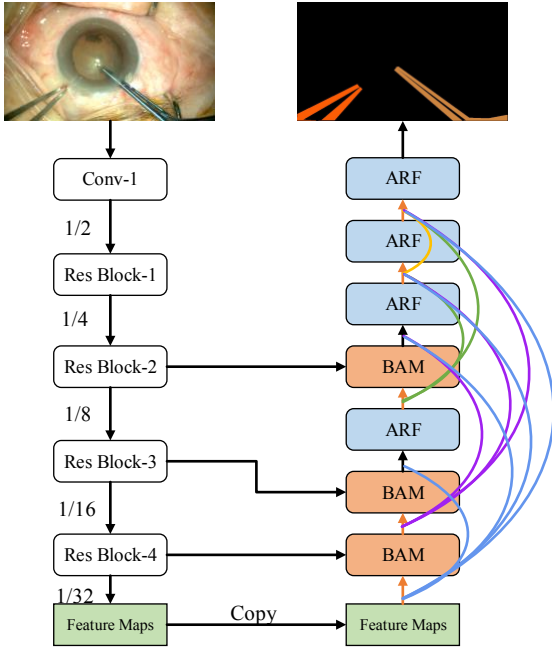 Conv-1
1/2
Res Block-1
1/4
Res Block-2
1/8
Res Block-3
1/16
Res Block-4
1/32
Feature Maps
Copy
ARF
ARF
ARF
BAM
ARF
BAM
BAM
Feature Maps